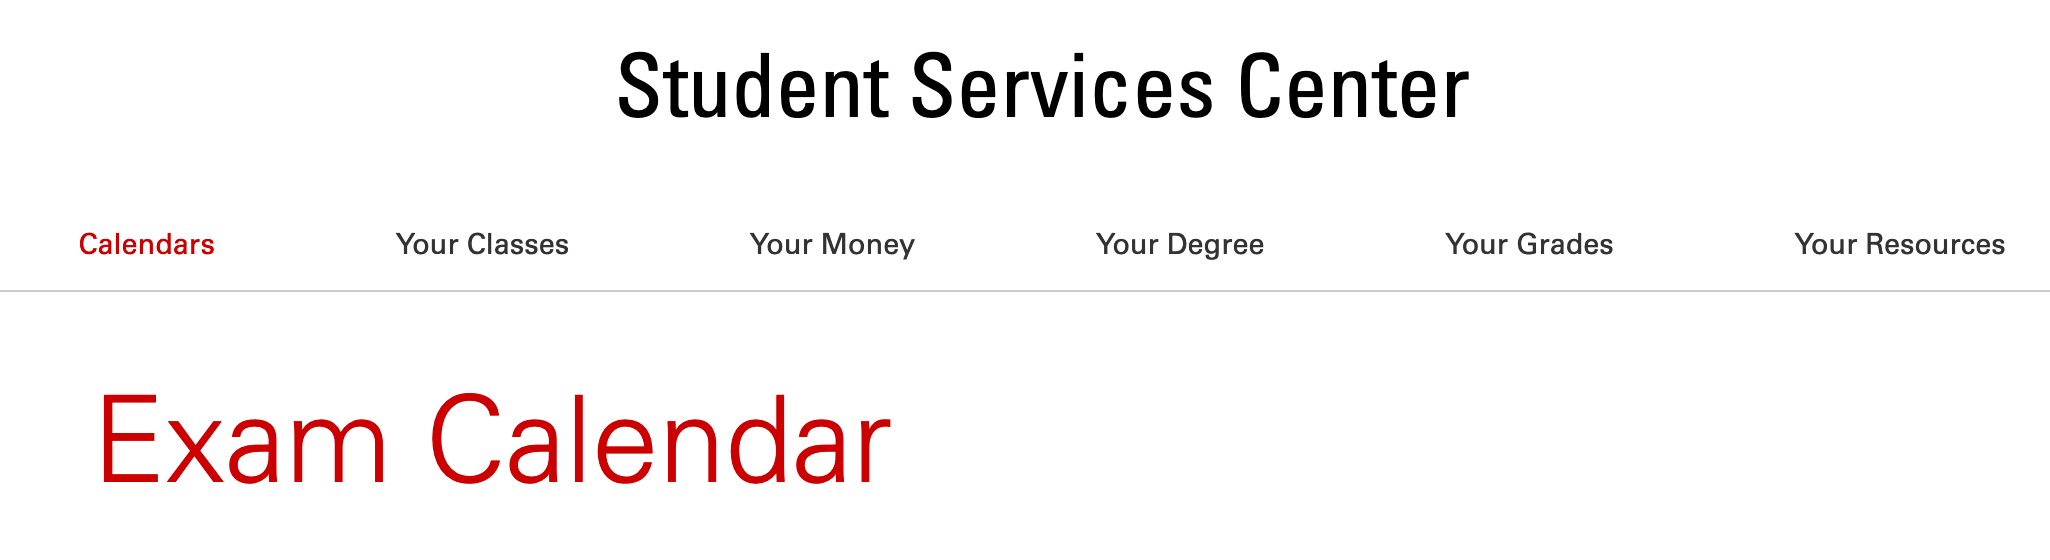 Student Services Center
Calendars Your Classes Your Money Your Degree Your Grades Your Resources
Exam Calendar